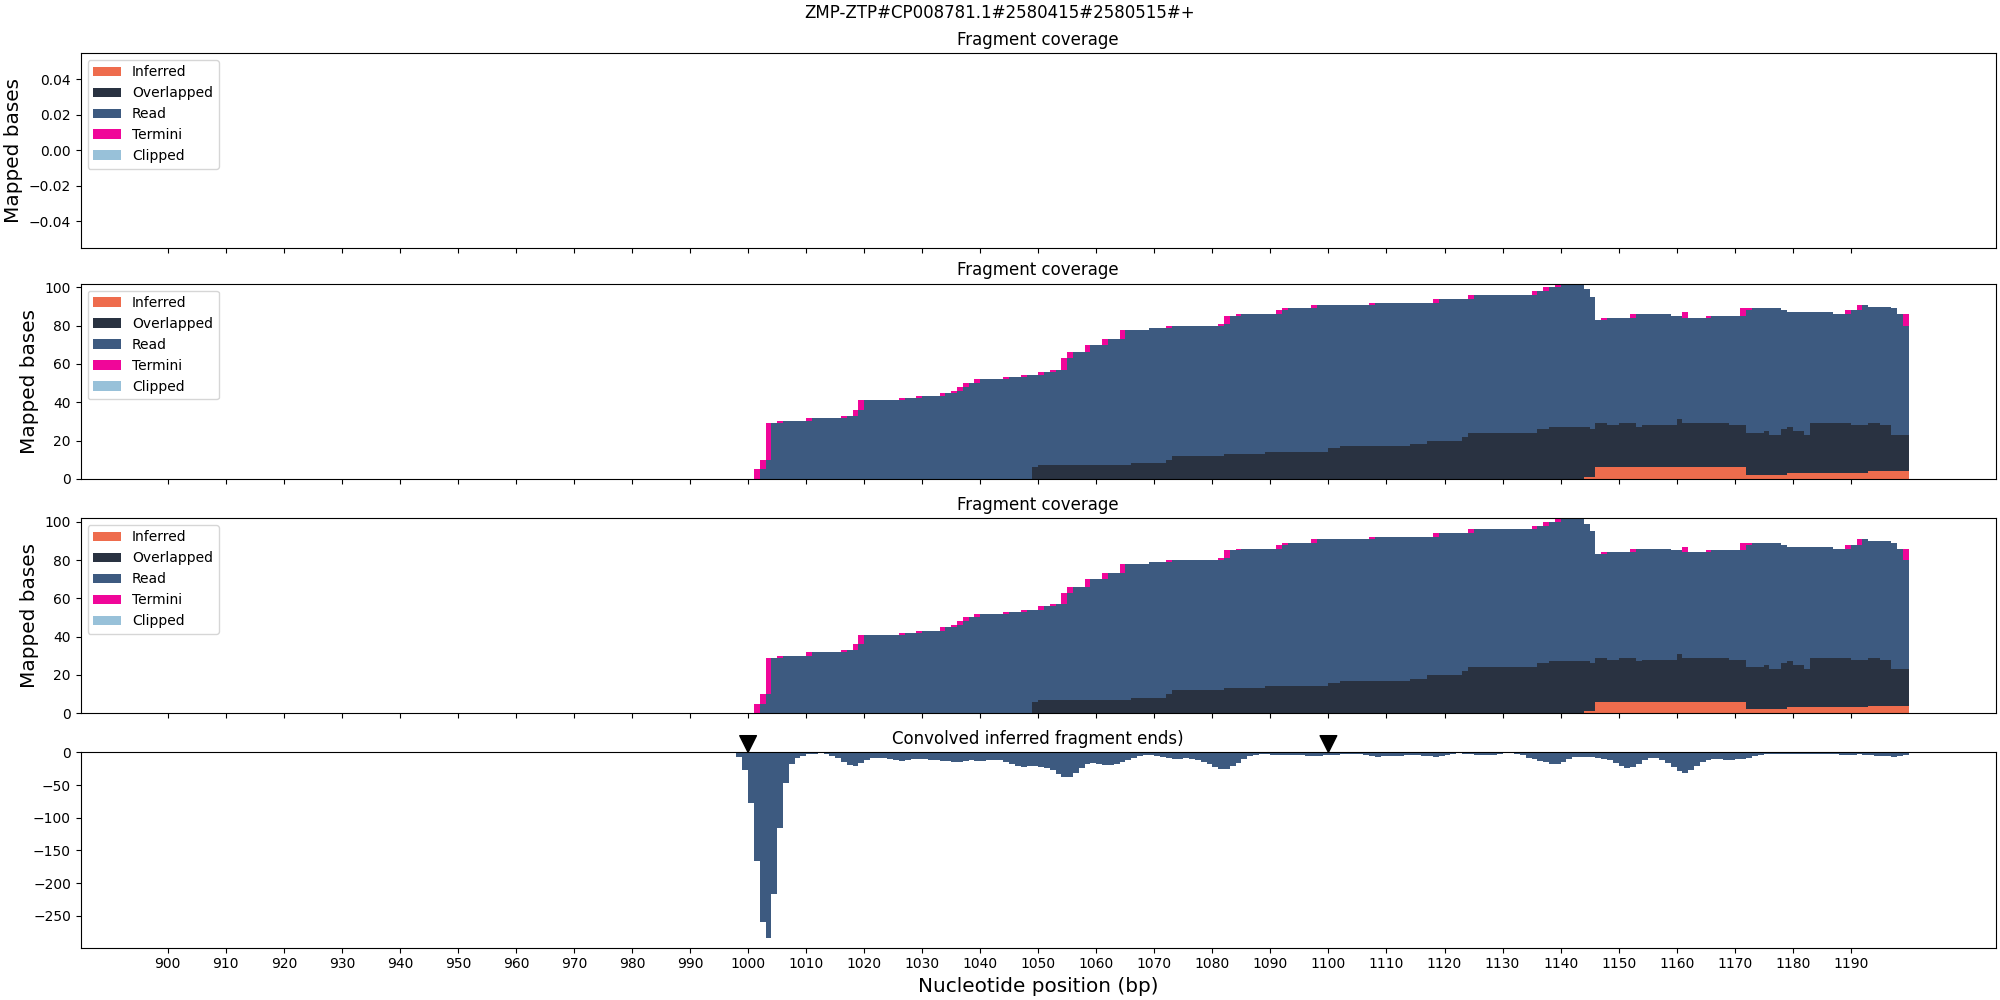 ZMP-ZTP#CP008781.1#2580415#2580515#+
Fragment coverage
Mapped bases
0.04
0.02
0.00
−0.02
−0.04
Inferred
Overlapped
Read
Termini
Clipped
Fragment coverage
Mapped bases
100
80
60
40
20
0
Inferred
Overlapped
Read
Termini
Clipped
Fragment coverage
Mapped bases
100
80
60
40
20
0
Inferred
Overlapped
Read
Termini
Clipped
Convolved inferred fragment ends)
0
−50
−100
−150
−200
−250
900 910 920 930 940 950 960 970 980 990 1000 1010 1020 1030 1040 1050 1060 1070 1080 1090 1100 1110 1120 1130 1140 1150 1160 1170 1180 1190
Nucleotide position (bp)